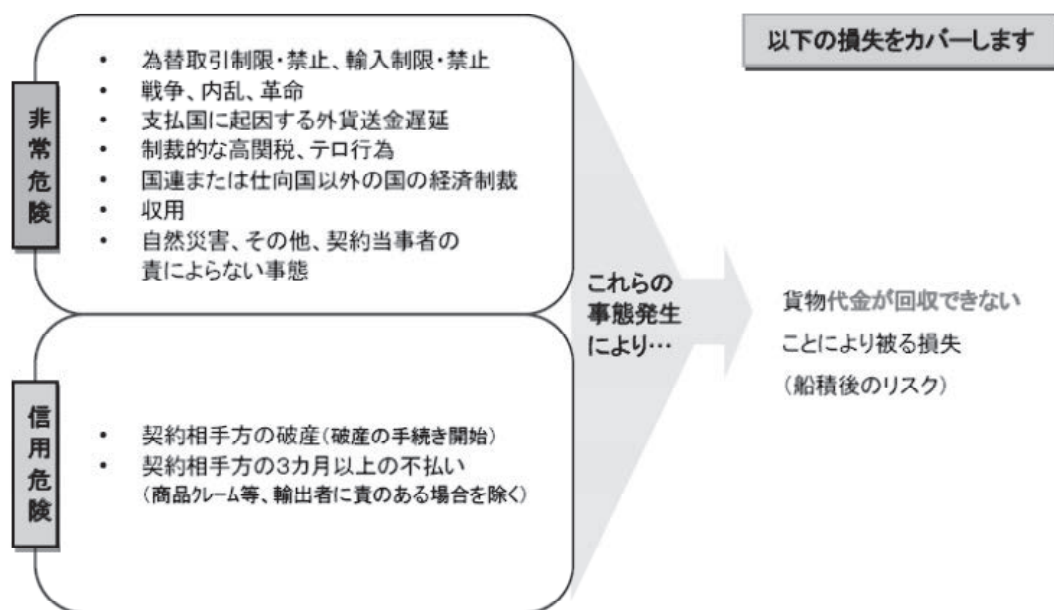 非常危険
・ 為替取引制限・禁止、輸入制限・禁止
・ 戦争、内乱、革命
・ 支払国に起因する外貨送金遅延
・ 制裁的な高関税、テロ行為
・ 国連または仕向国以外の国の経済制裁
・ 収用
・ 自然災害、その他、契約当事者の
責によらない事態
信用危険
・ 契約相手方の破産（破産の手続き開始）
・ 契約相手方の3カ月以上の不払い
（商品クレーム等、輸出者に責のある場合を除く）
これらの
事態発生
により…
以下の損失をカバーします
貨物代金が回収できない
ことにより被る損失
（船積後のリスク）